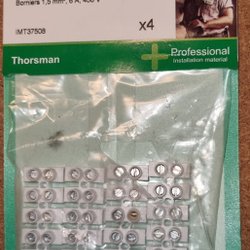 Borniers 1,5 mm², 6 A, 400 V
IMT37508
x4
Thorsman
Professional
Installation material